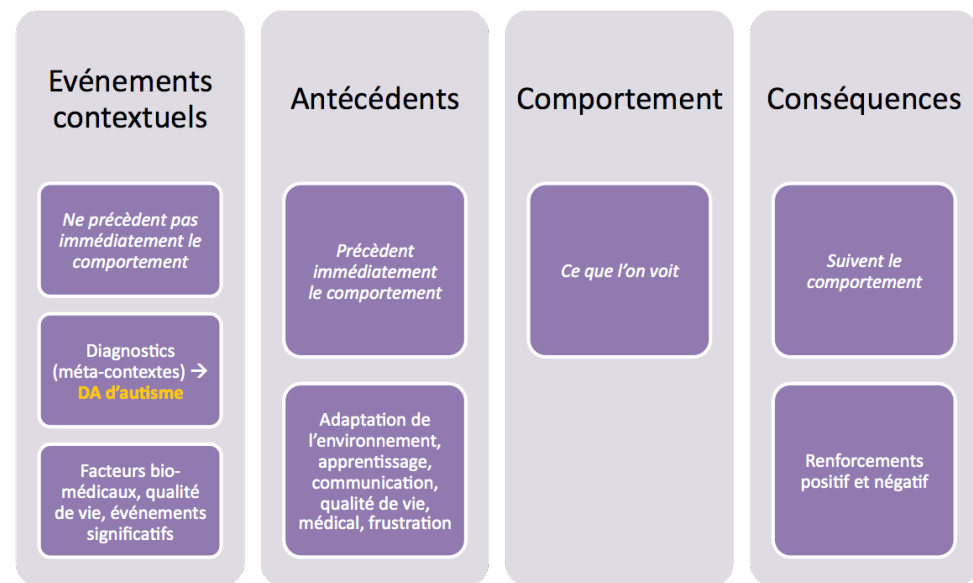 Evénements
contextuels
Ne précèdent pas
immédiatement le
comportement
Diagnostics
(méta-contextes) →
DA d’autisme
Facteurs bio-
médicaux, qualité
de vie, événements
significatifs
Antécédents
Précèdent
immédiatement
le comportement
Adaptation de
l’environnement,
apprentissage,
communication,
qualité de vie,
médical, frustration
Comportement
Ce que l’on voit
Conséquences
Suivent le
comportement
Renforcements
positif et négatif